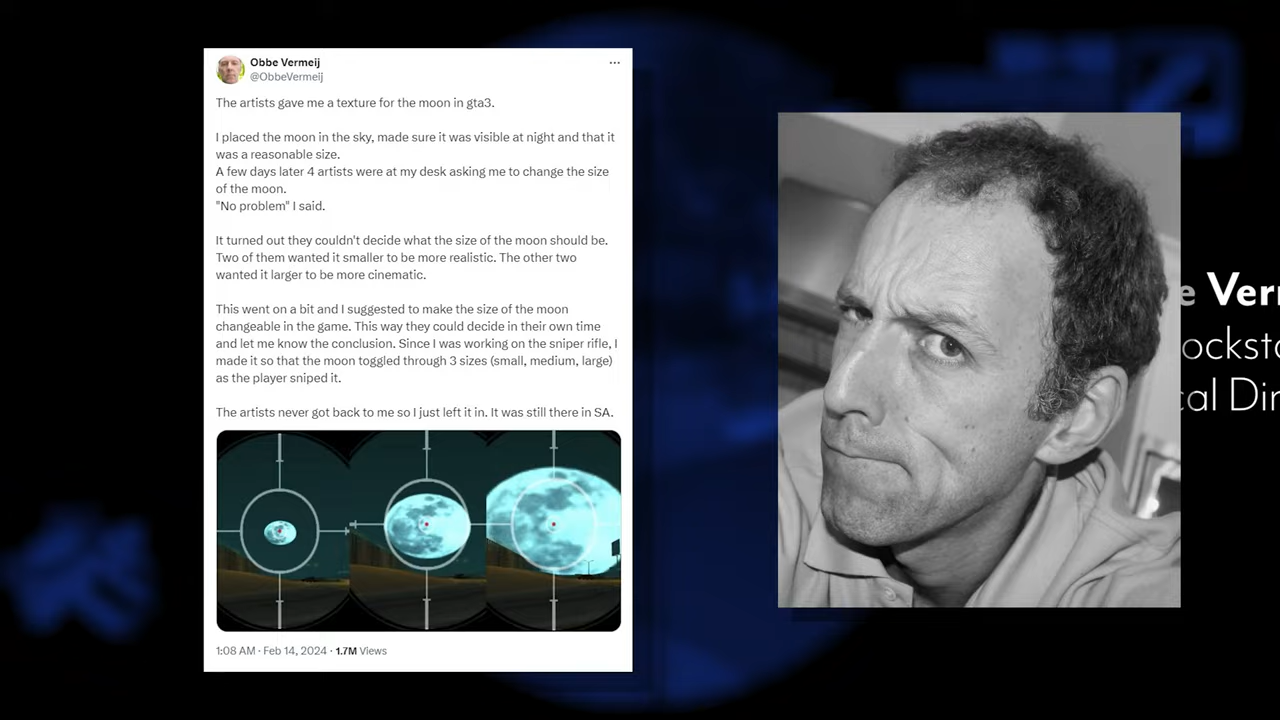 Obbe Vermeij
@ObbeVermeij
The artists gave me a texture for the moon in gta3.
I placed the moon in the sky, made sure it was visible at night and that it
was a reasonable size.
A few days later 4 artists were at my desk asking me to change the size
of the moon.
"No problem" I said.
It turned out they couldn't decide what the size of the moon should be.
Two of them wanted it smaller to be more realistic. The other two
wanted it larger to be more cinematic.
This went on a bit and I suggested to make the size of the moon
changeable in the game. This way they could decide in their own time
and let me know the conclusion. Since I was working on the sniper rifle, I
made it so that the moon toggled through 3 sizes (small, medium, large)
as the player sniped it.
The artists never got back to me so I just left it in. It was still there in SA.
1:08 AM · Feb 14, 2024 · 1.7M Views
e Ver
ockst
cal Di